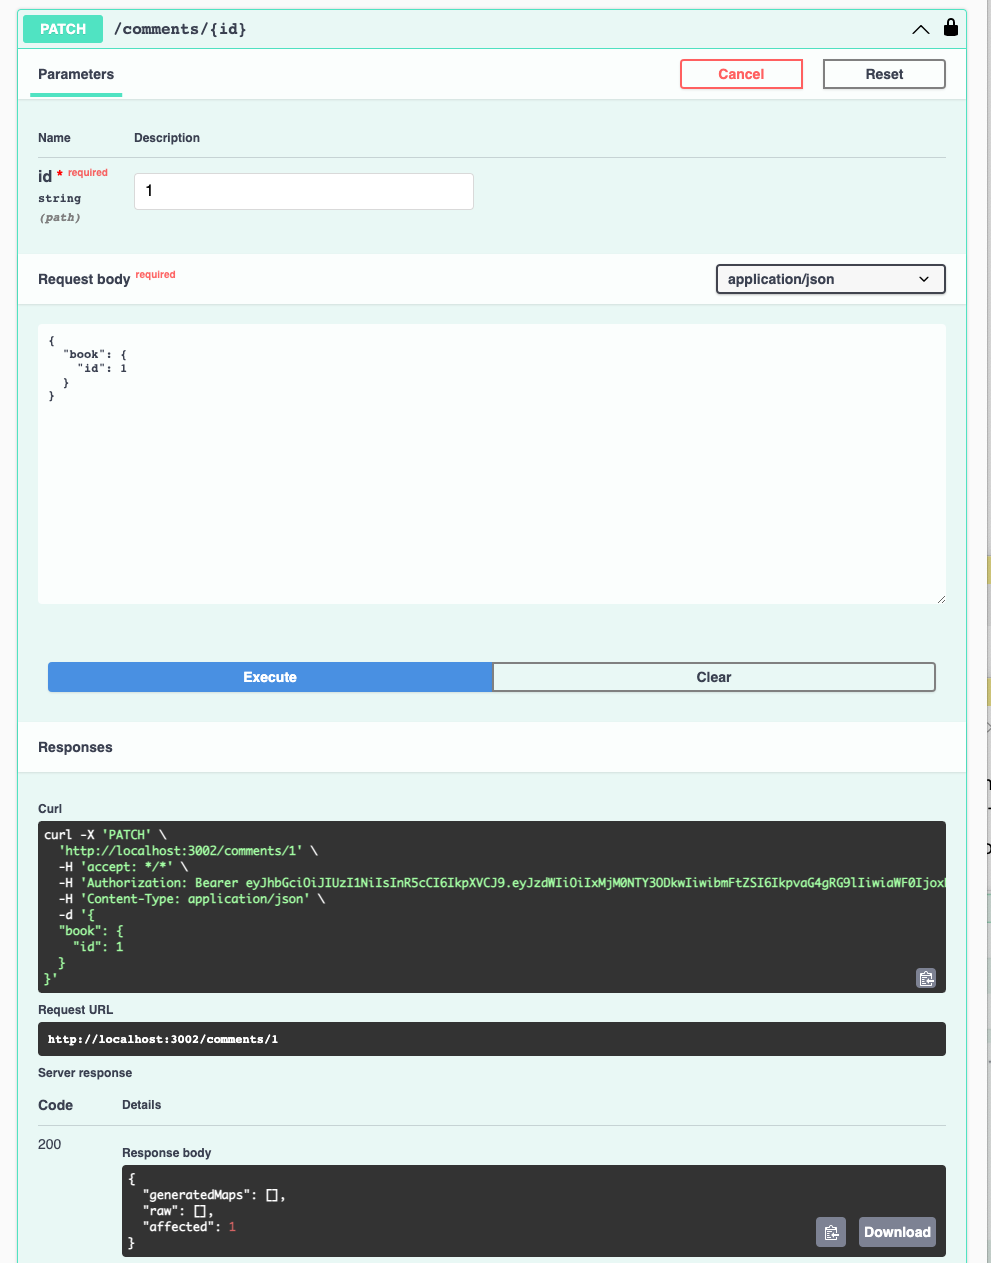 PATCH /comments/{id}
Parameters
Cancel
Reset
Name Description
id * required
string
(path)
1
Request body required
application/json
{
  "book": {
    "id": 1
  }
}
Execute
Clear
Responses
Curl
curl -X 'PATCH' \
  'http://localhost:3002/comments/1' \
  -H 'accept: */*' \
  -H 'Authorization: Bearer eyJhbGciOiJIUzI1NiIsInR5cCI6IkpXVCJ9.eyJzdWIiOiIxMjM0NTY3ODkwIiwibmFtZSI6IkpvaG4gRG9lIiwiaWF0Ijox
  -H 'Content-Type: application/json' \
  -d '{
  "book": {
    "id": 1
  }
}'
Request URL
http://localhost:3002/comments/1
Server response
Code Details
200
Response body
{
  "generatedMaps": [],
  "raw": [],
  "affected": 1
}
Download